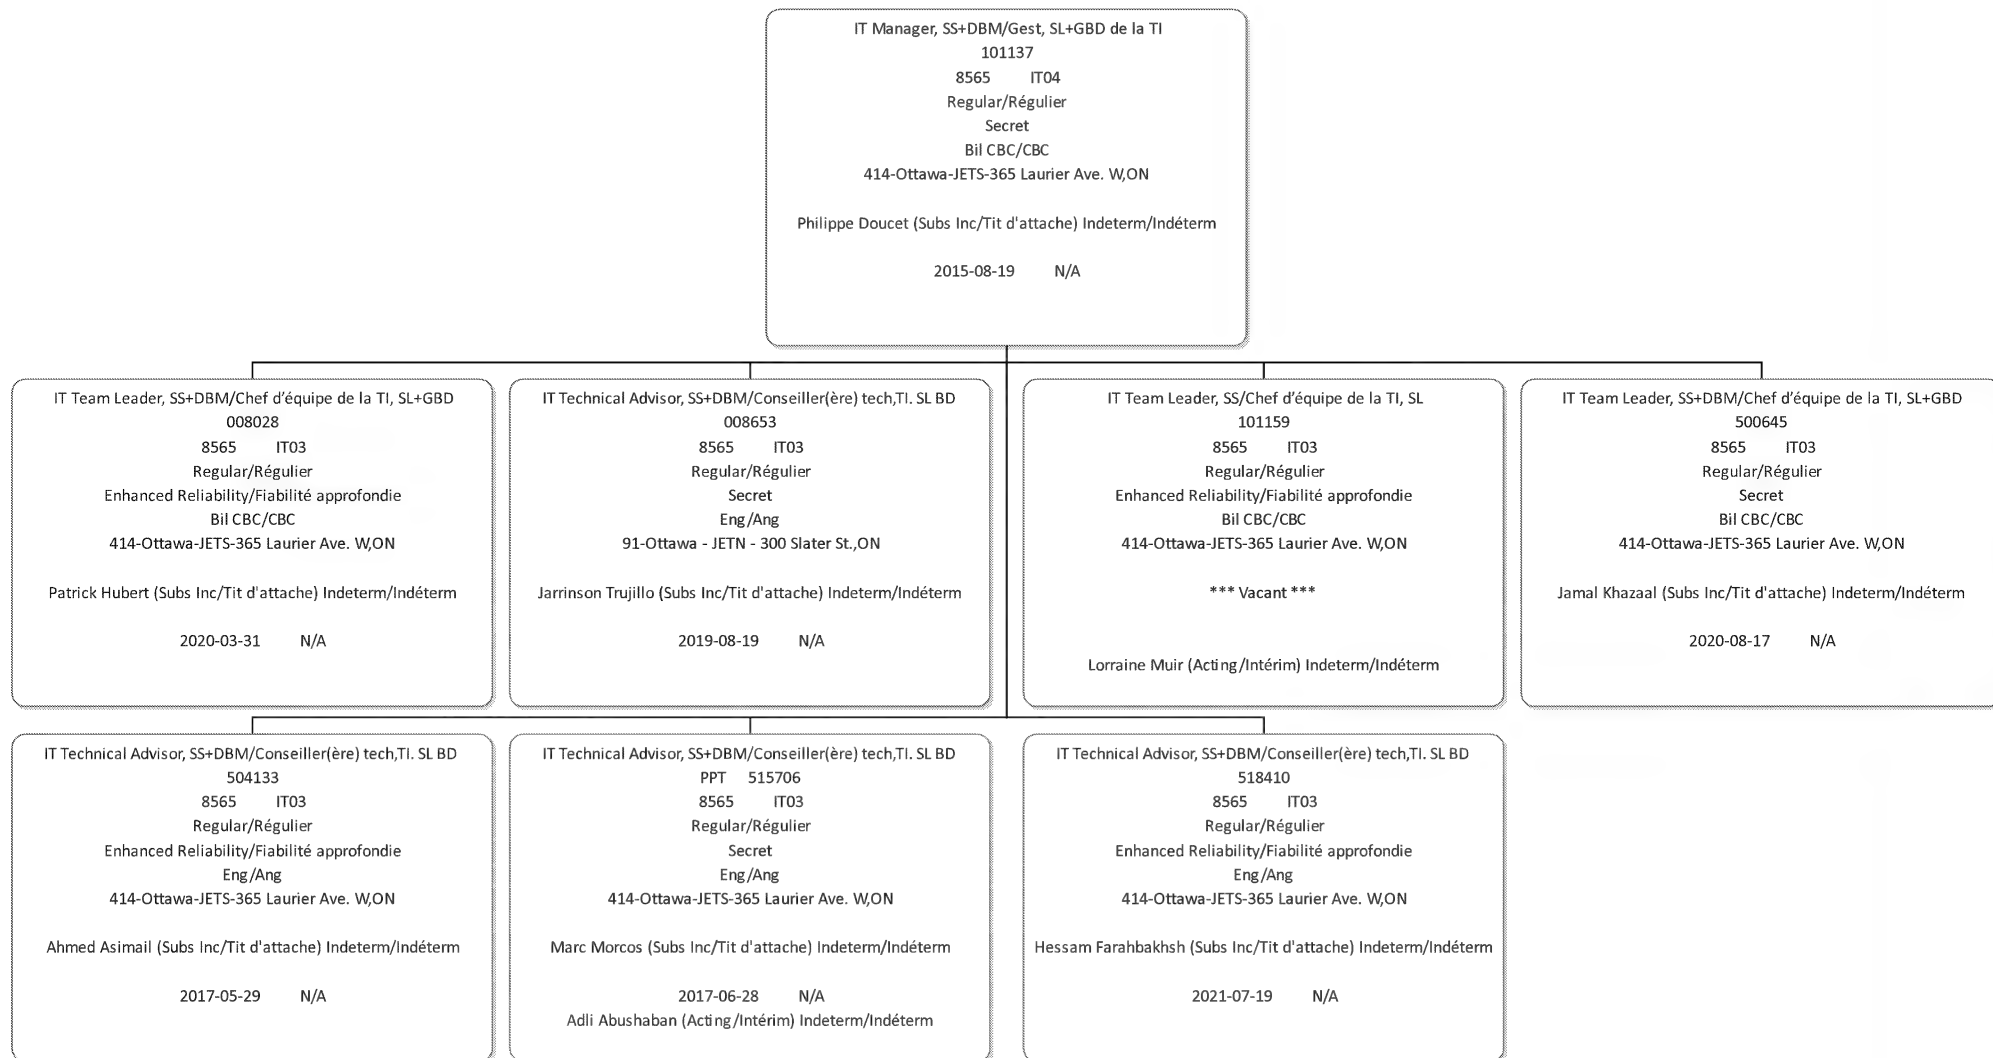 IT Manager, SS+DBM/Gest, SL+GBD de la TI
101137
8565 IT04
Regular/Régulier
Secret
Bil CBC/CBC
414-Ottawa-JETS-365 Laurier Ave. W,ON
Philippe Doucet (Subs Inc/Tit d'attache) Indeterm/Indéterm
2015-08-19 N/A
IT Team Leader, SS+DBM/Chef d’équipe de la TI, SL+GBD
008028
8565 IT03
Regular/Régulier
Enhanced Reliability/Fiabilité approfondie
Bil CBC/CBC
414-Ottawa-JETS-365 Laurier Ave. W,ON
Patrick Hubert (Subs Inc/Tit d'attache) Indeterm/Indéterm
2020-03-31 N/A
IT Technical Advisor, SS+DBM/Conseiller(ère) tech,TI. SL BD
008653
8565 IT03
Regular/Régulier
Secret
Eng/Ang
91-Ottawa - JETN - 300 Slater St.,ON
Jarrinson Trujillo (Subs Inc/Tit d'attache) Indeterm/Indéterm
2019-08-19 N/A
IT Team Leader, SS/Chef d’équipe de la TI, SL
101159
8565 IT03
Regular/Régulier
Enhanced Reliability/Fiabilité approfondie
Bil CBC/CBC
414-Ottawa-JETS-365 Laurier Ave. W,ON
*** Vacant ***
Lorraine Muir (Acting/Intérim) Indeterm/Indéterm
IT Team Leader, SS+DBM/Chef d’équipe de la TI, SL+GBD
500645
8565 IT03
Regular/Régulier
Secret
Bil CBC/CBC
414-Ottawa-JETS-365 Laurier Ave. W,ON
Jamal Khazaal (Subs Inc/Tit d'attache) Indeterm/Indéterm
2020-08-17 N/A
IT Technical Advisor, SS+DBM/Conseiller(ère) tech,TI. SL BD
504133
8565 IT03
Regular/Régulier
Enhanced Reliability/Fiabilité approfondie
Eng/Ang
414-Ottawa-JETS-365 Laurier Ave. W,ON
Ahmed Asimail (Subs Inc/Tit d'attache) Indeterm/Indéterm
2017-05-29 N/A
IT Technical Advisor, SS+DBM/Conseiller(ère) tech,TI. SL BD
PPT 515706
8565 IT03
Regular/Régulier
Secret
Eng/Ang
414-Ottawa-JETS-365 Laurier Ave. W,ON
Marc Morcos (Subs Inc/Tit d'attache) Indeterm/Indéterm
2017-06-28 N/A
Adli Abushaban (Acting/Intérim) Indeterm/Indéterm
IT Technical Advisor, SS+DBM/Conseiller(ère) tech,TI. SL BD
518410
8565 IT03
Regular/Régulier
Enhanced Reliability/Fiabilité approfondie
Eng/Ang
414-Ottawa-JETS-365 Laurier Ave. W,ON
Hessam Farahbakhsh (Subs Inc/Tit d'attache) Indeterm/Indéterm
2021-07-19 N/A